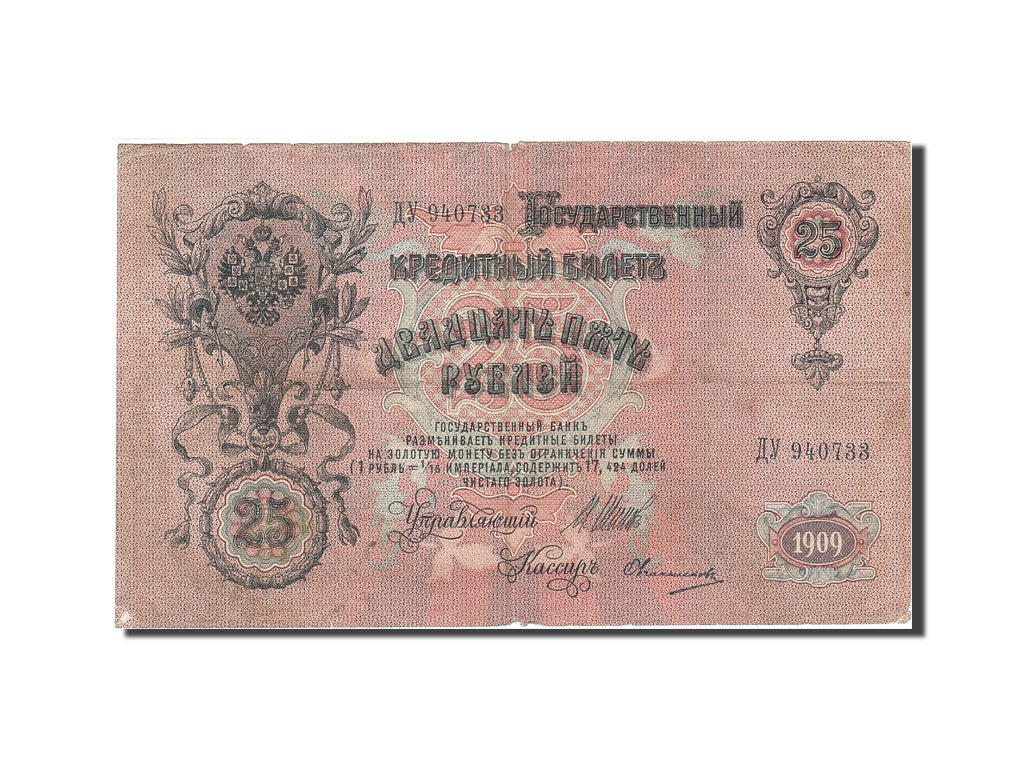 ДУ 940733 Государственный
25
Кредитный Билетъ
Двадцать пять
рублей
Государственный банкъ
размѣниваетъ кредитные билеты
на золотую монету безъ ограниченія суммы
(1 рубль = 1/15 имперіала, содержитъ 17,424 долей
чистаго золота).
ДУ 940733
25
Управляющій
Кассиръ
1909